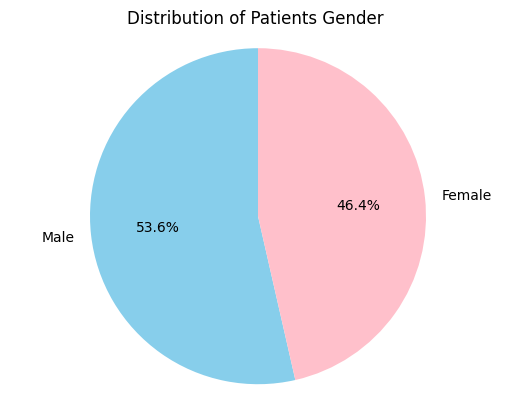 Distribution of Patients Gender
Female
46.4%
53.6%
Male